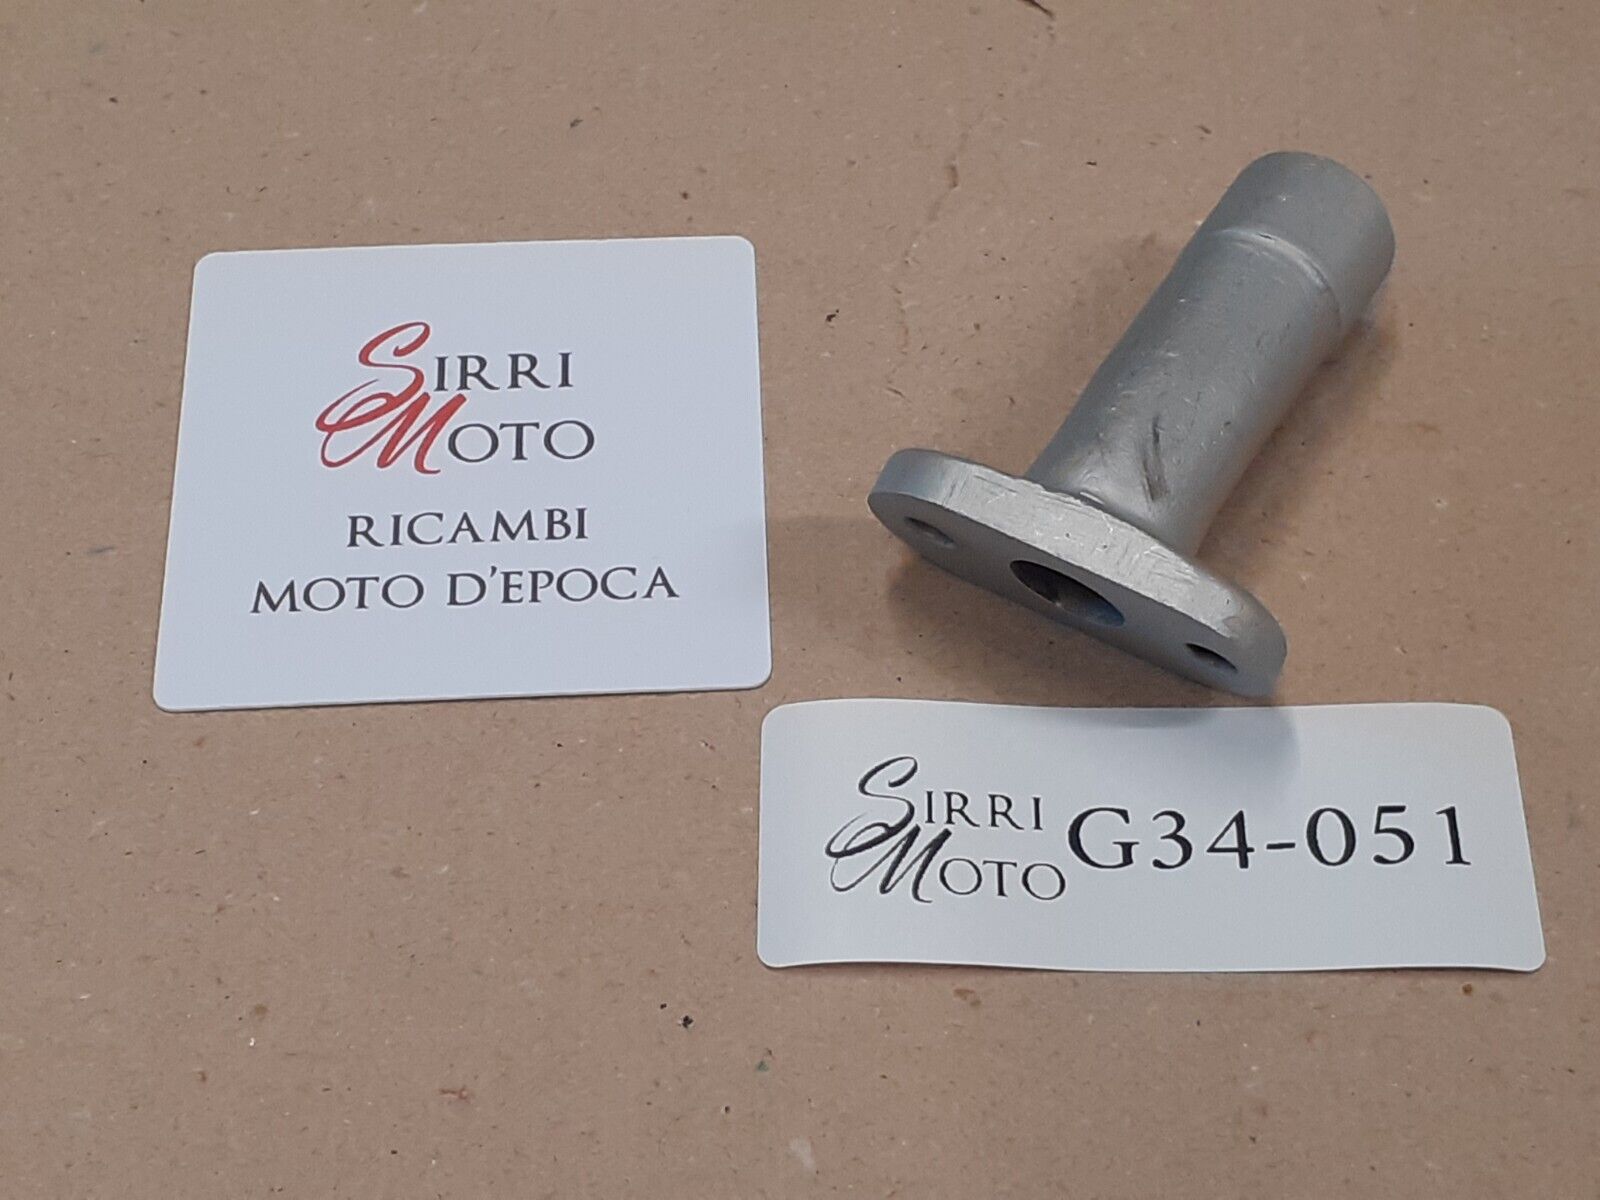 SIRRI
MOTO
RICAMBI
MOTO D'EPOCA
SIRRI
MOTO
G34-051